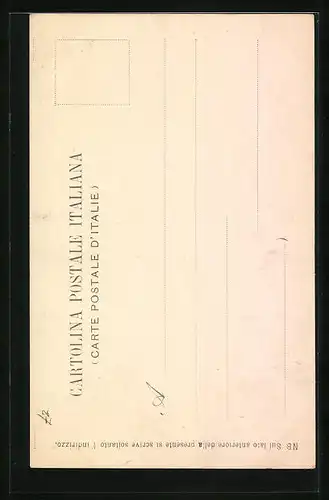 CARTOLINA POSTALE ITALIANA
(CARTE POSTALE D'ITALIE)
A
NB. Sul lato anteriore della presente si scrive soltanto l'indirizzo.